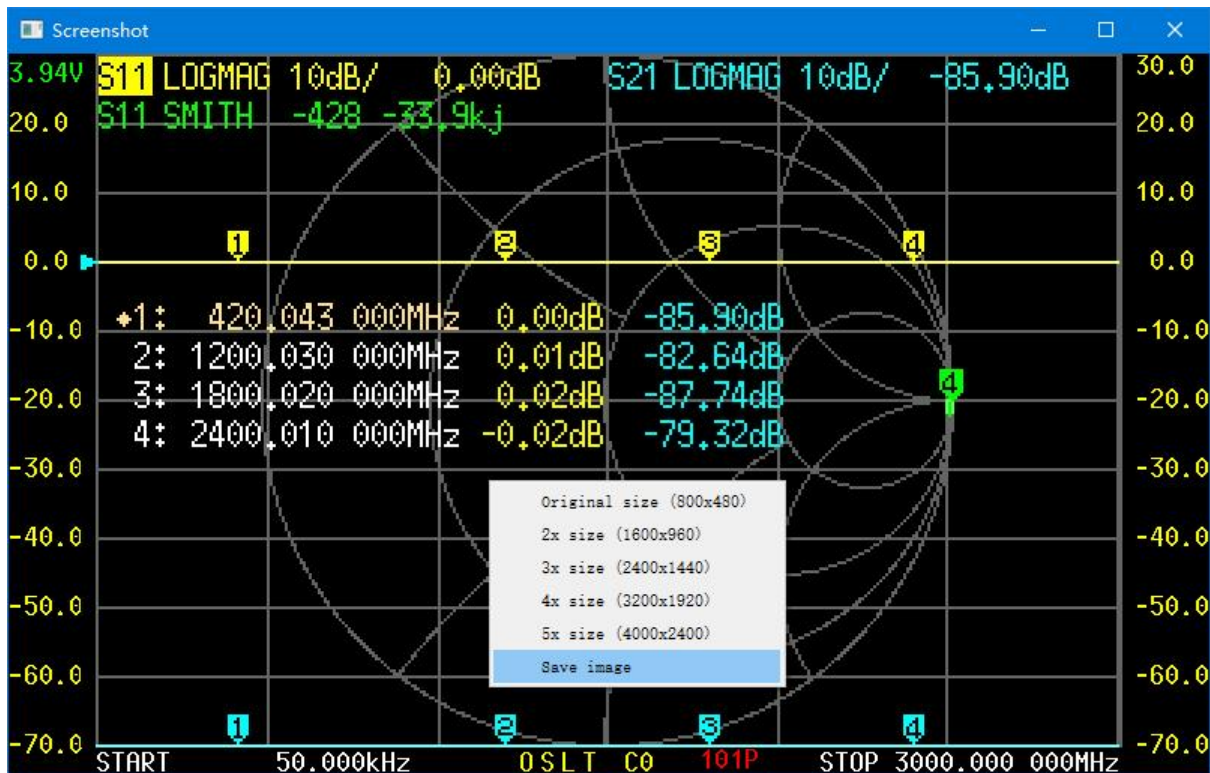 Screenshot
3.94V S11 LOGMAG 10dB/ 0.00dB S21 LOGMAG 10dB/ -85.90dB 30.0
S11 SMITH -428 -33.9kj
20.0 20.0
10.0 10.0
1 2 3 4
0.0 0.0
1: 420.043 000MHz 0.00dB -85.90dB
-10.0 -10.0
2: 1200.030 000MHz 0.01dB -82.64dB
4
3: 1800.020 000MHz 0.02dB -87.74dB
-20.0 -20.0
4: 2400.010 000MHz -0.02dB -79.32dB
-30.0 -30.0
Original size (800x480)
2x size (1600x960)
-40.0 -40.0
3x size (2400x1440)
4x size (3200x1920)
-50.0 -50.0
5x size (4000x2400)
Save image
-60.0 -60.0
1 2 3 4
-70.0 -70.0
START 50.000kHz OSLT C0 101P STOP 3000.000 000MHz